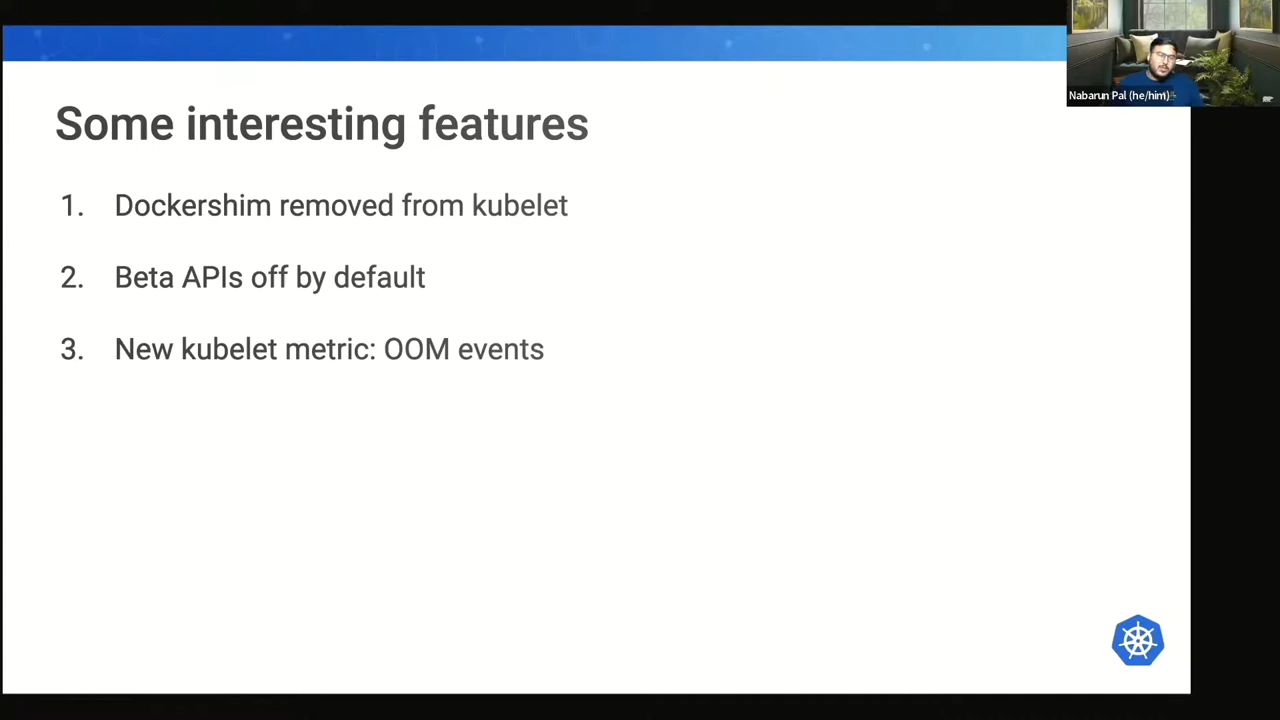 Some interesting features
1. Dockershim removed from kubelet
2. Beta APIs off by default
3. New kubelet metric: OOM events
Nabarun Pal (he/him)